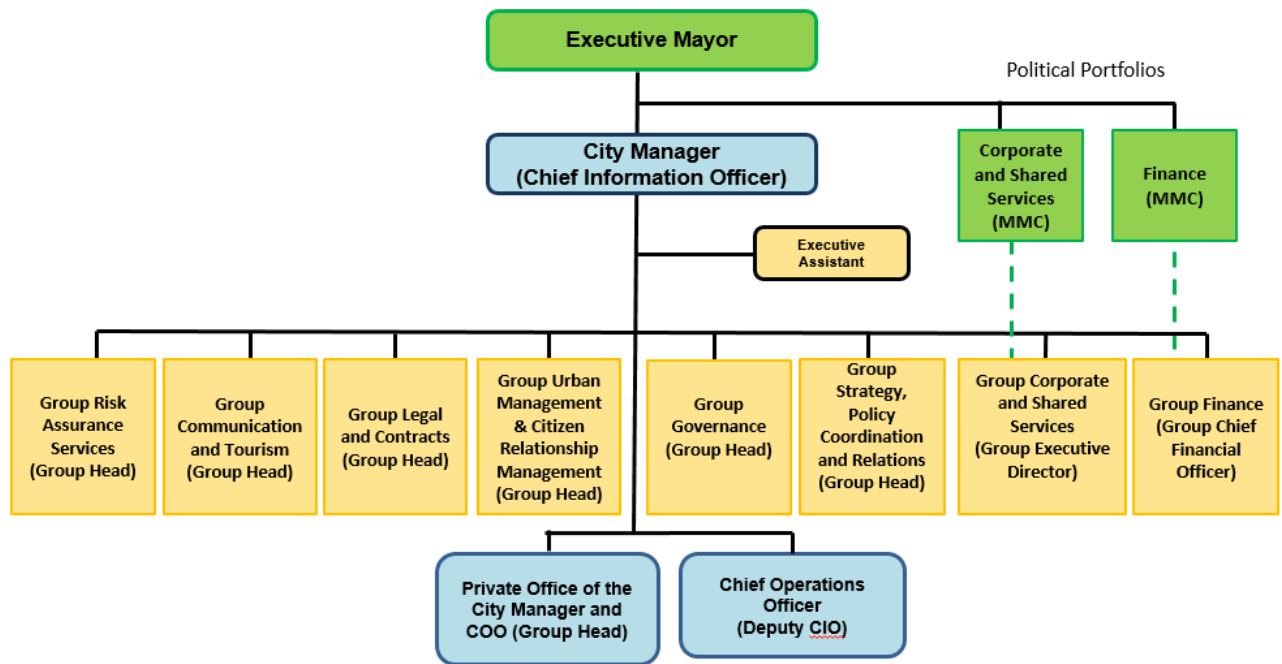 Executive Mayor
Political Portfolios
City Manager
(Chief Information Officer)
Corporate
and Shared
Services
(MMC)
Finance
(MMC)
Executive
Assistant
Group Risk
Assurance
Services
(Group Head)
Group
Communication
and Tourism
(Group Head)
Group Legal
and Contracts
(Group Head)
Group Urban
Management
& Citizen
Relationship
Management
(Group Head)
Group
Governance
(Group Head)
Group
Strategy,
Policy
Coordination
and Relations
(Group Head)
Group Corporate
and Shared
Services
(Group Executive
Director)
Group Finance
(Group Chief
Financial
Officer)
Private Office of the
City Manager and
COO (Group Head)
Chief Operations
Officer
(Deputy CIO)